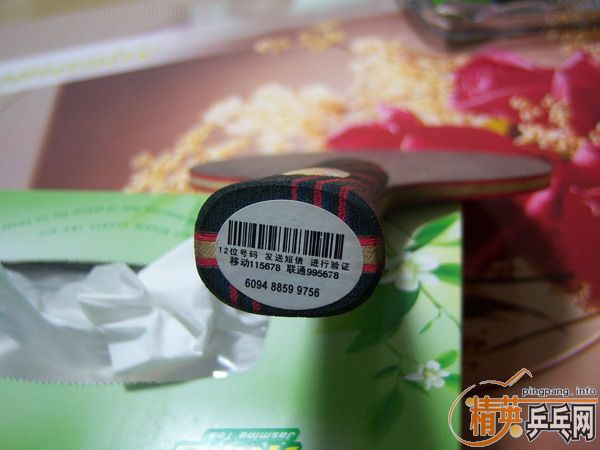 12位号码 发送短信 进行验证
移动115678 联通995678
6094 8859 9756
Jasmine Tea
pingpang.info
精英乒乓网